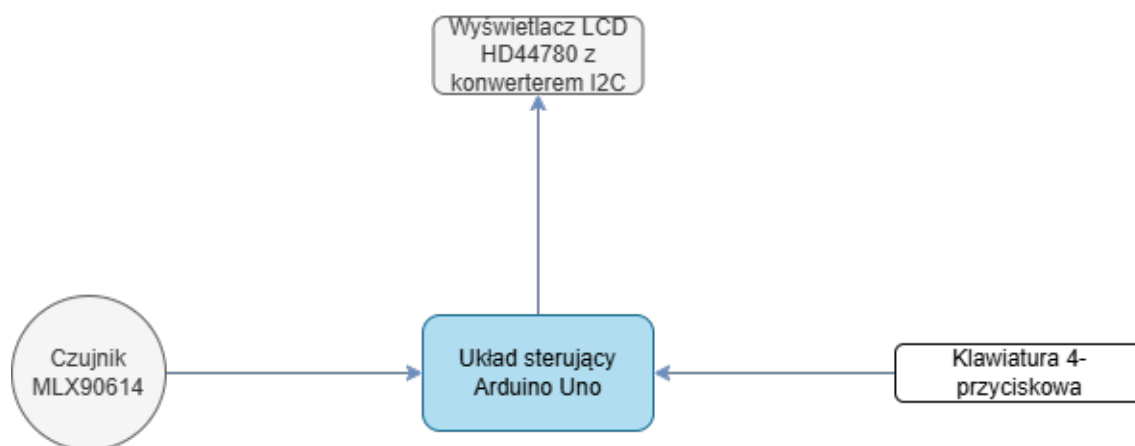 Wyświetlacz LCD
HD44780 z
konwerterem I2C
Czujnik
MLX90614
Układ sterujący
Arduino Uno
Klawiatura 4-
przyciskowa